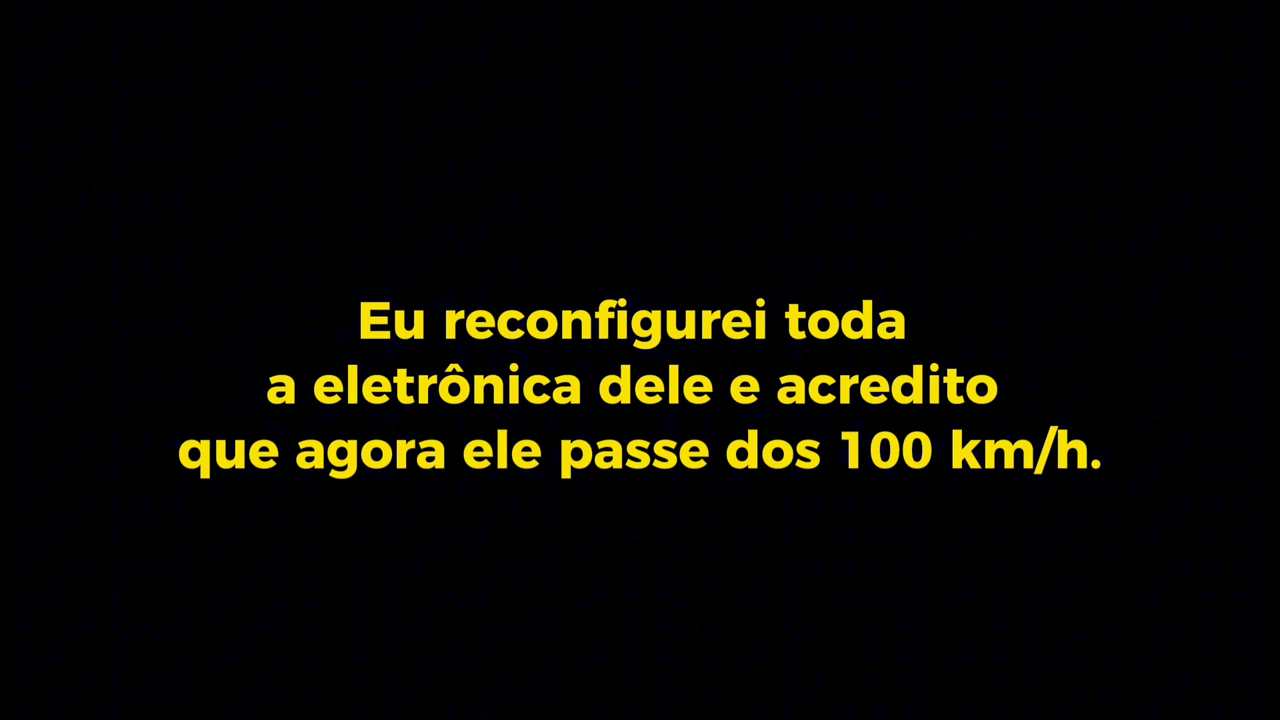 Eu reconfigurei toda
a eletrônica dele e acredito
que agora ele passe dos 100 km/h.